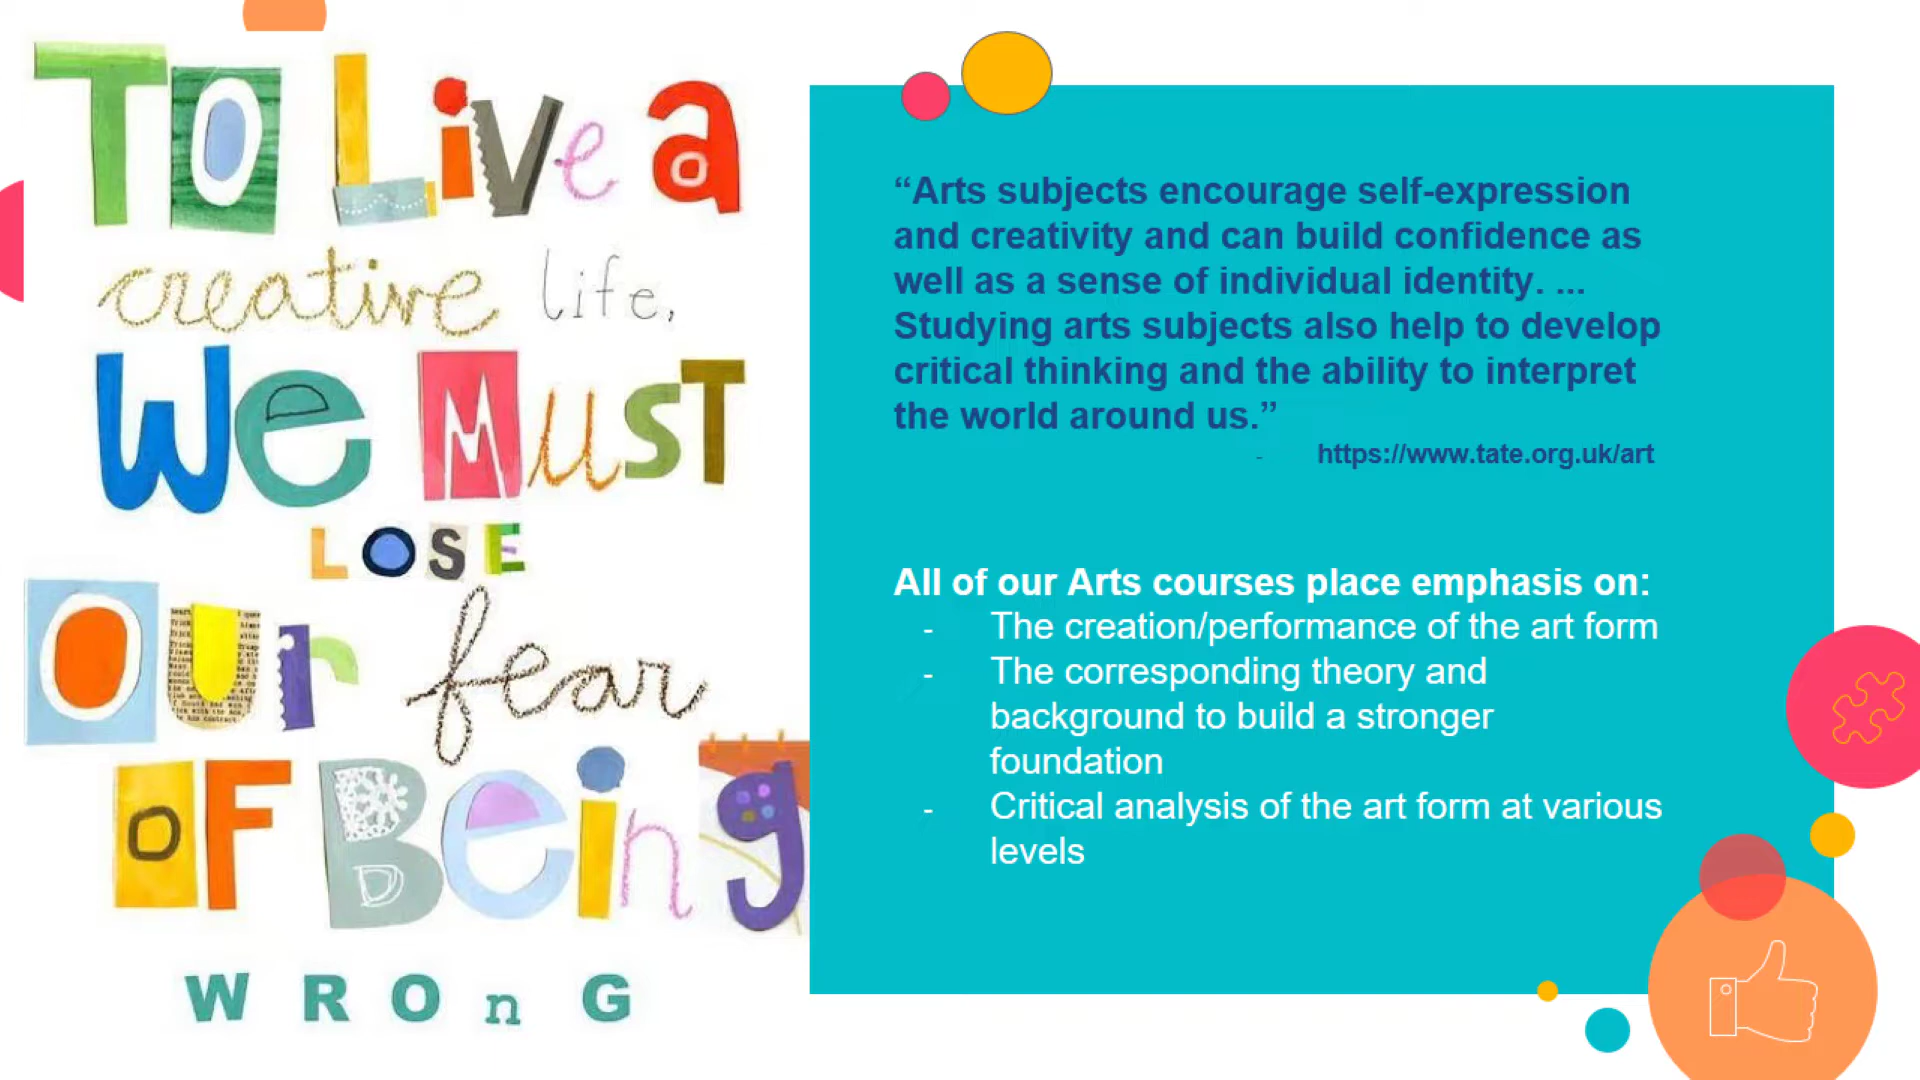 To Live a
creative life,
We Must
LOSE
Our fear
OF Being
WROnG
“Arts subjects encourage self-expression
and creativity and can build confidence as
well as a sense of individual identity. ...
Studying arts subjects also help to develop
critical thinking and the ability to interpret
the world around us.”
- https://www.tate.org.uk/art
All of our Arts courses place emphasis on:
- The creation/performance of the art form
- The corresponding theory and
background to build a stronger
foundation
- Critical analysis of the art form at various
levels